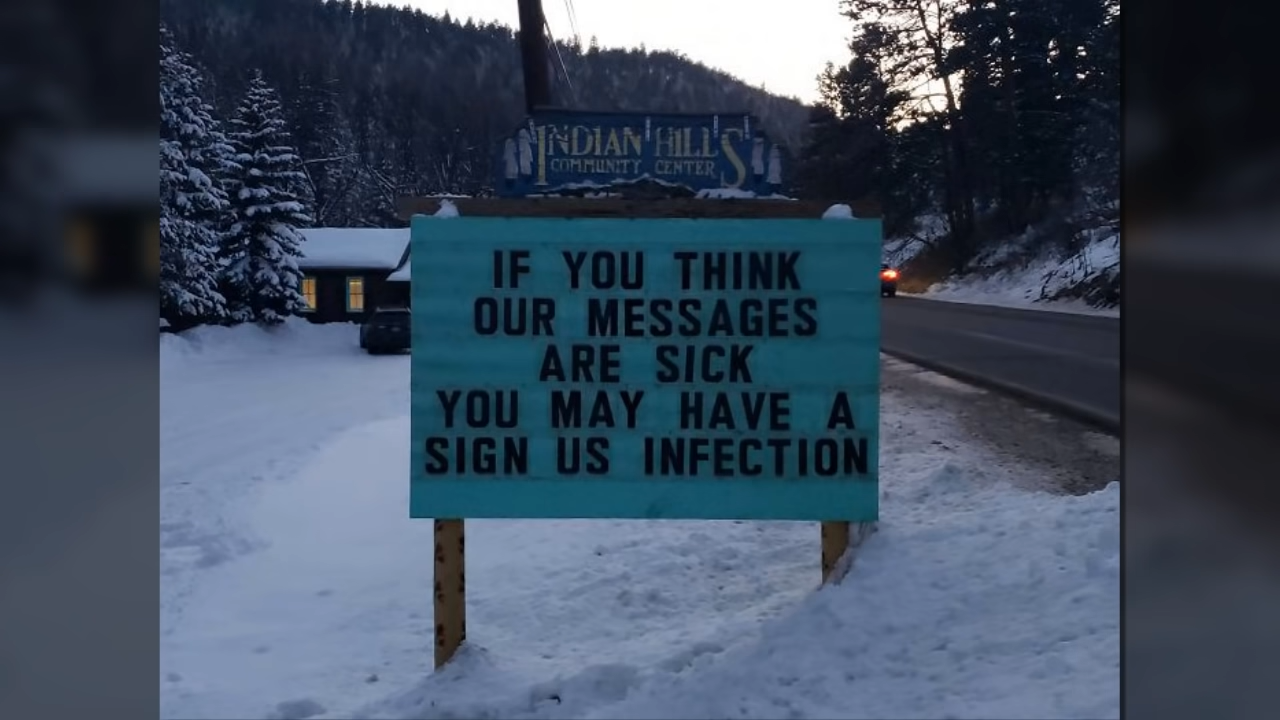 INDIAN HILLS
COMMUNITY CENTER
IF YOU THINK
OUR MESSAGES
ARE SICK
YOU MAY HAVE A
SIGN US INFECTION